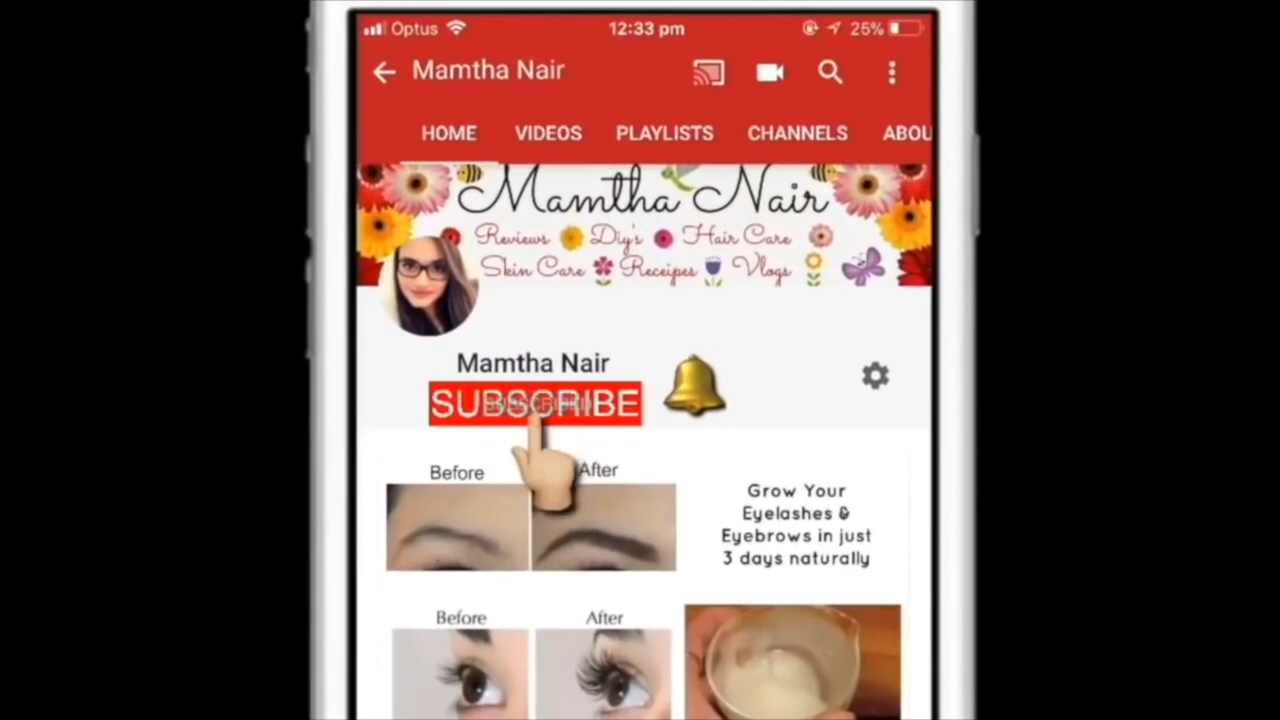 Optus 12:33 pm 25%
Mamtha Nair
HOME VIDEOS PLAYLISTS CHANNELS ABOU
Mamtha Nair
Reviews Diy's Hair Care
Skin Care Receipes Vlogs
Mamtha Nair
SUBSCRIBE
Before After
Grow Your
Eyelashes &
Eyebrows in just
3 days naturally
Before After